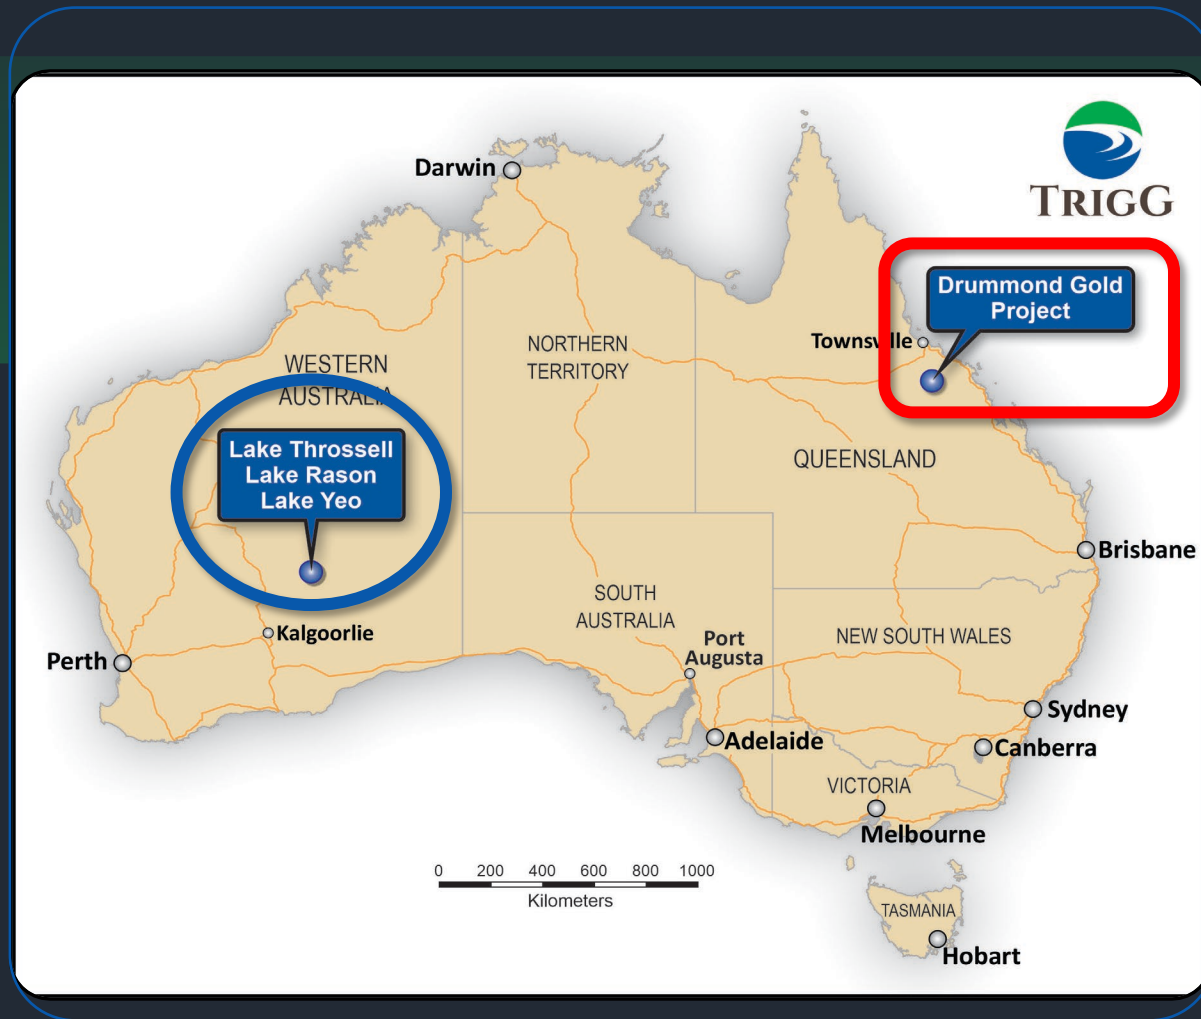 TRIGG
Darwin
Drummond Gold
Project
Townsville
NORTHERN
TERRITORY
WESTERN
AUSTRALIA
Lake Throssell
Lake Rason
Lake Yeo
QUEENSLAND
Brisbane
SOUTH
AUSTRALIA
Kalgoorlie
NEW SOUTH WALES
Port
Augusta
Perth
Sydney
Adelaide
Canberra
VICTORIA
Melbourne
0 200 400 600 800 1000
Kilometers
TASMANIA
Hobart